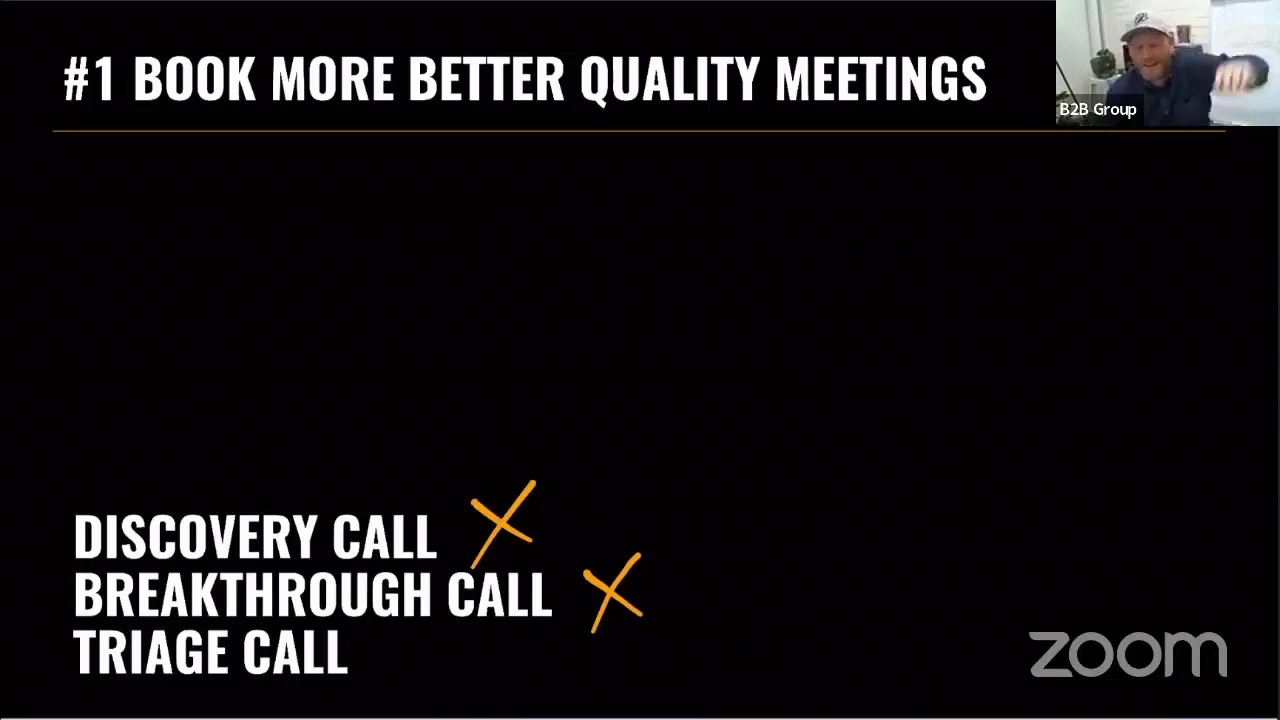 #1 BOOK MORE BETTER QUALITY MEETINGS
B2B Group
DISCOVERY CALL
BREAKTHROUGH CALL
TRIAGE CALL
zoom